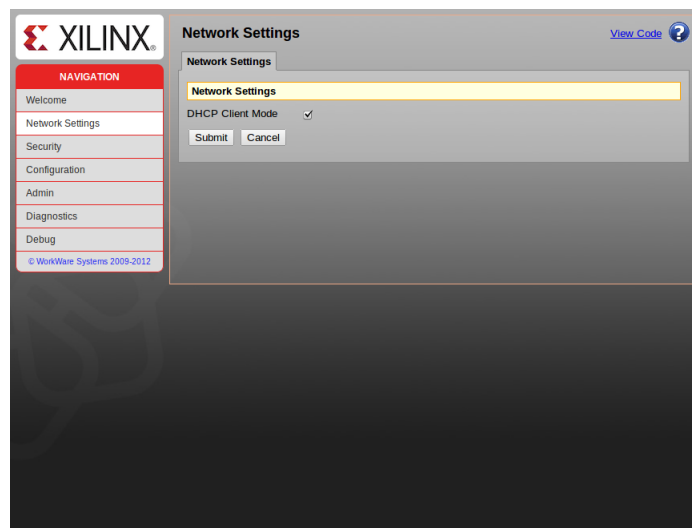 XILINX®
NAVIGATION
Welcome
Network Settings
Security
Configuration
Admin
Diagnostics
Debug
© WorkWare Systems 2009-2012
Network Settings
View Code ?
Network Settings
Network Settings
DHCP Client Mode
Submit Cancel